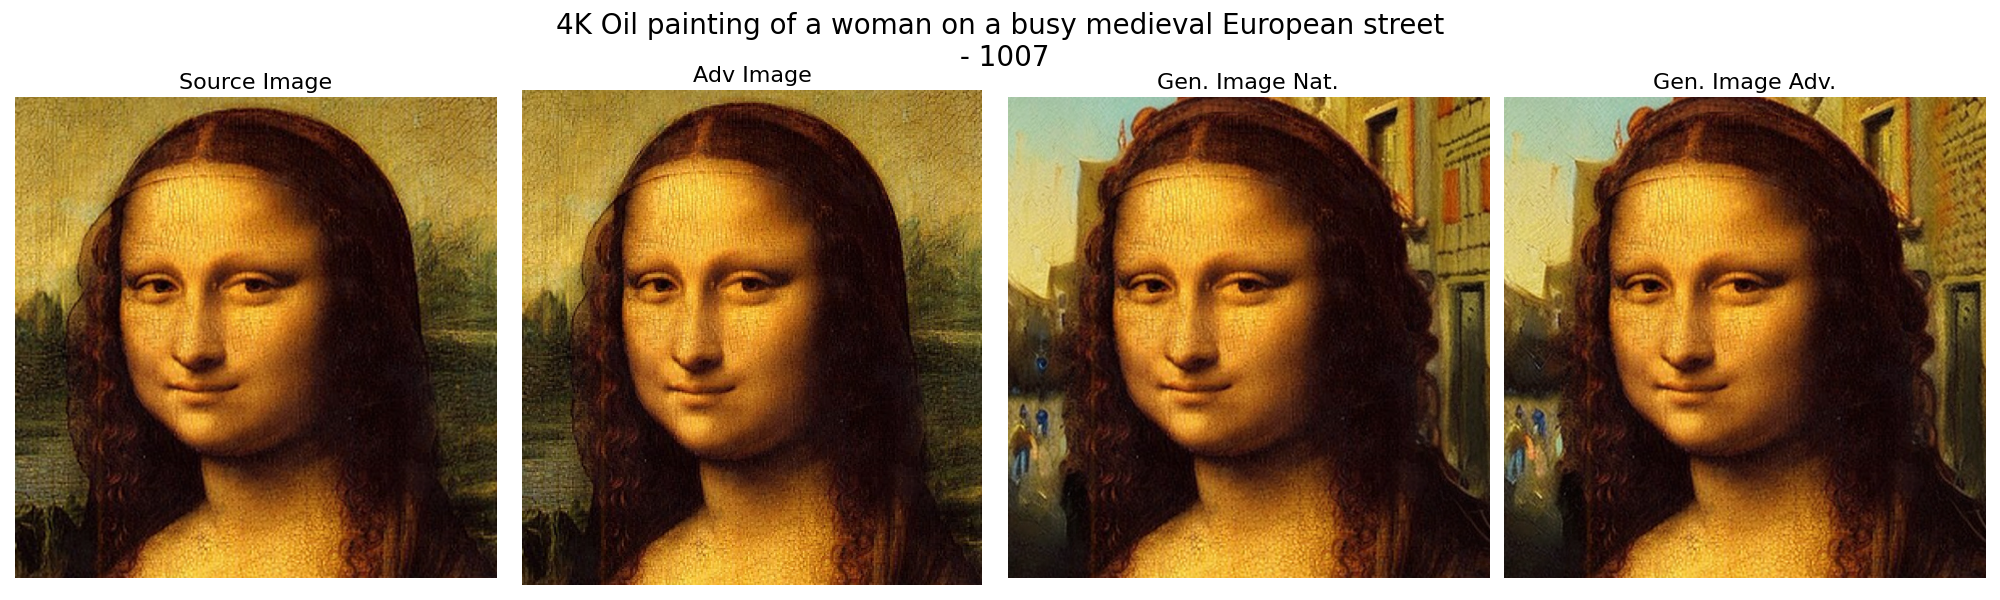 4K Oil painting of a woman on a busy medieval European street
- 1007
Source Image
Adv Image
Gen. Image Nat.
Gen. Image Adv.